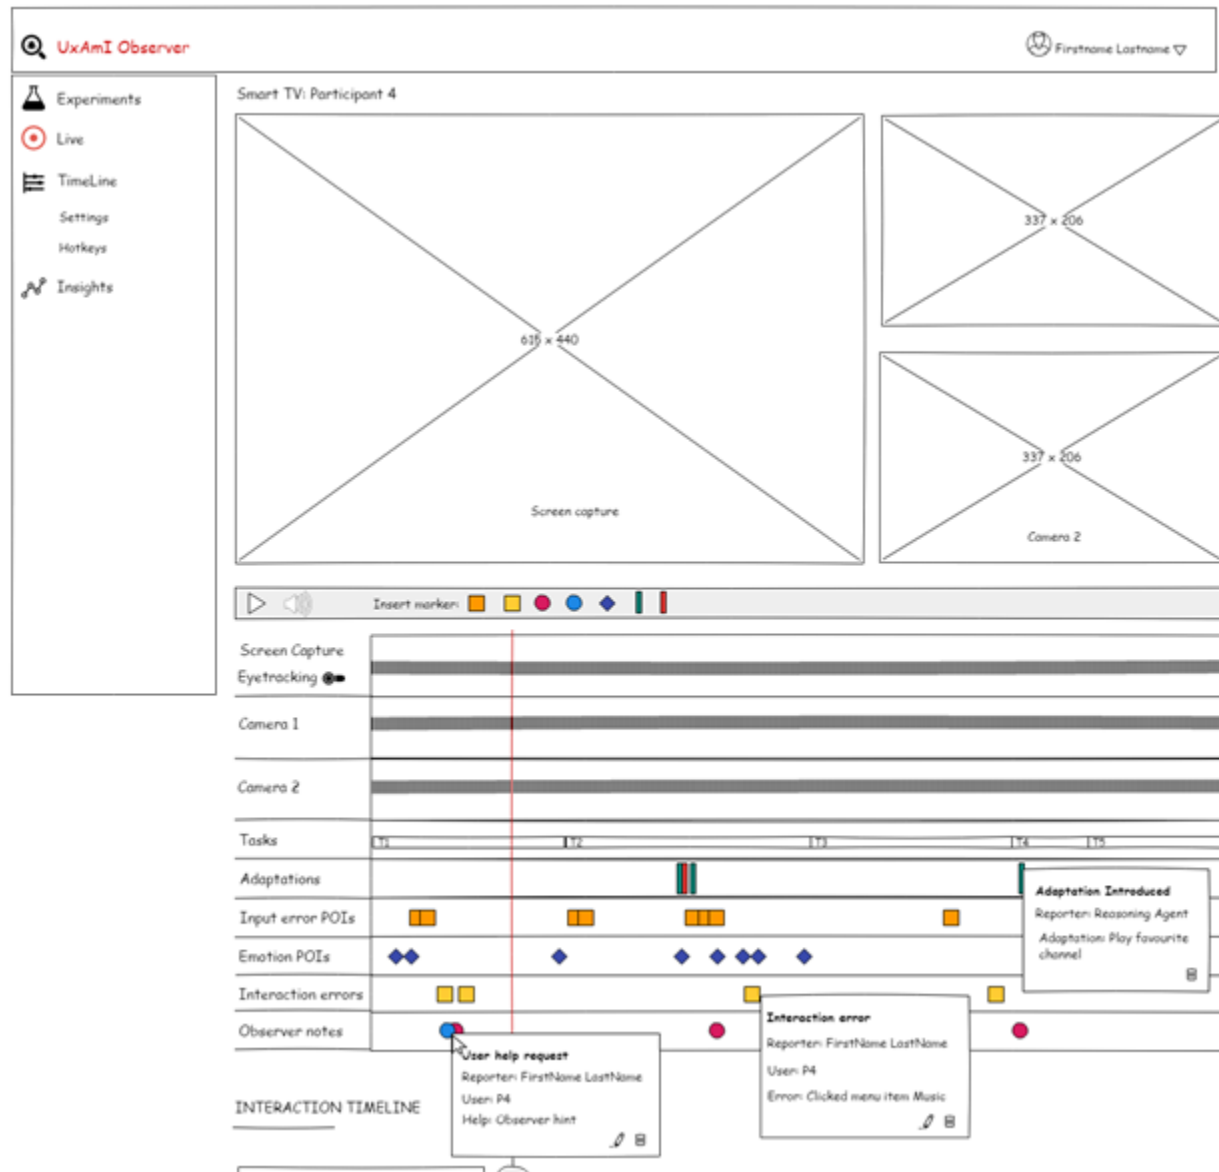 UxAmI Observer
Firstname Lastname
Experiments
Live
TimeLine
Settings
Hotkeys
Insights
Smart TV: Participant 4
615 x 440
Screen capture
337 x 206
337 x 206
Camera 2
Insert marker:
Screen Capture
Eyetracking
Camera 1
Camera 2
Tasks
T1 T2 T3 T4 T5
Adaptations
Input error POIs
Emotion POIs
Interaction errors
Observer notes
Adaptation Introduced
Reporter: Reasoning Agent
Adaptation: Play favourite
channel
Interaction error
Reporter: FirstName LastName
User: P4
Error: Clicked menu item Music
User help request
Reporter: FirstName LastName
User: P4
Help: Observer hint
INTERACTION TIMELINE